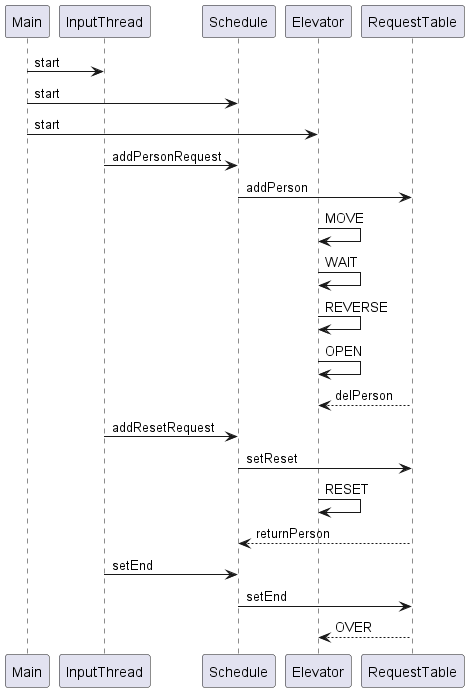 Main InputThread Schedule Elevator RequestTable
start
start
start
addPersonRequest
addPerson
MOVE
WAIT
REVERSE
OPEN
delPerson
addResetRequest
setReset
RESET
returnPerson
setEnd
setEnd
OVER
Main InputThread Schedule Elevator RequestTable